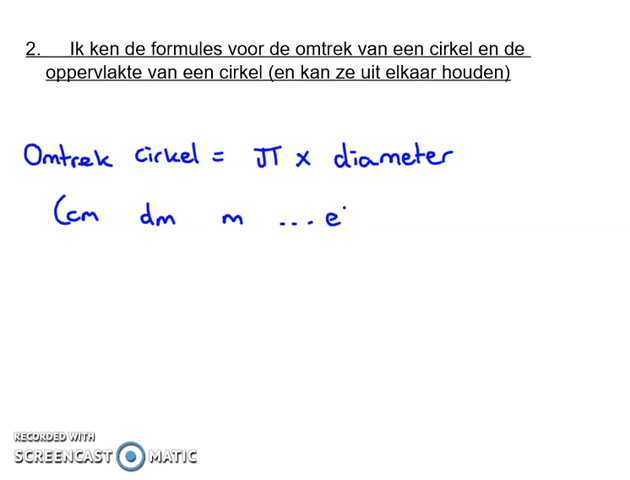 2. Ik ken de formules voor de omtrek van een cirkel en de
oppervlakte van een cirkel (en kan ze uit elkaar houden)
Omtrek cirkel = π x diameter
(cm dm m ... e
RECORDED WITH
SCREENCAST MATIC